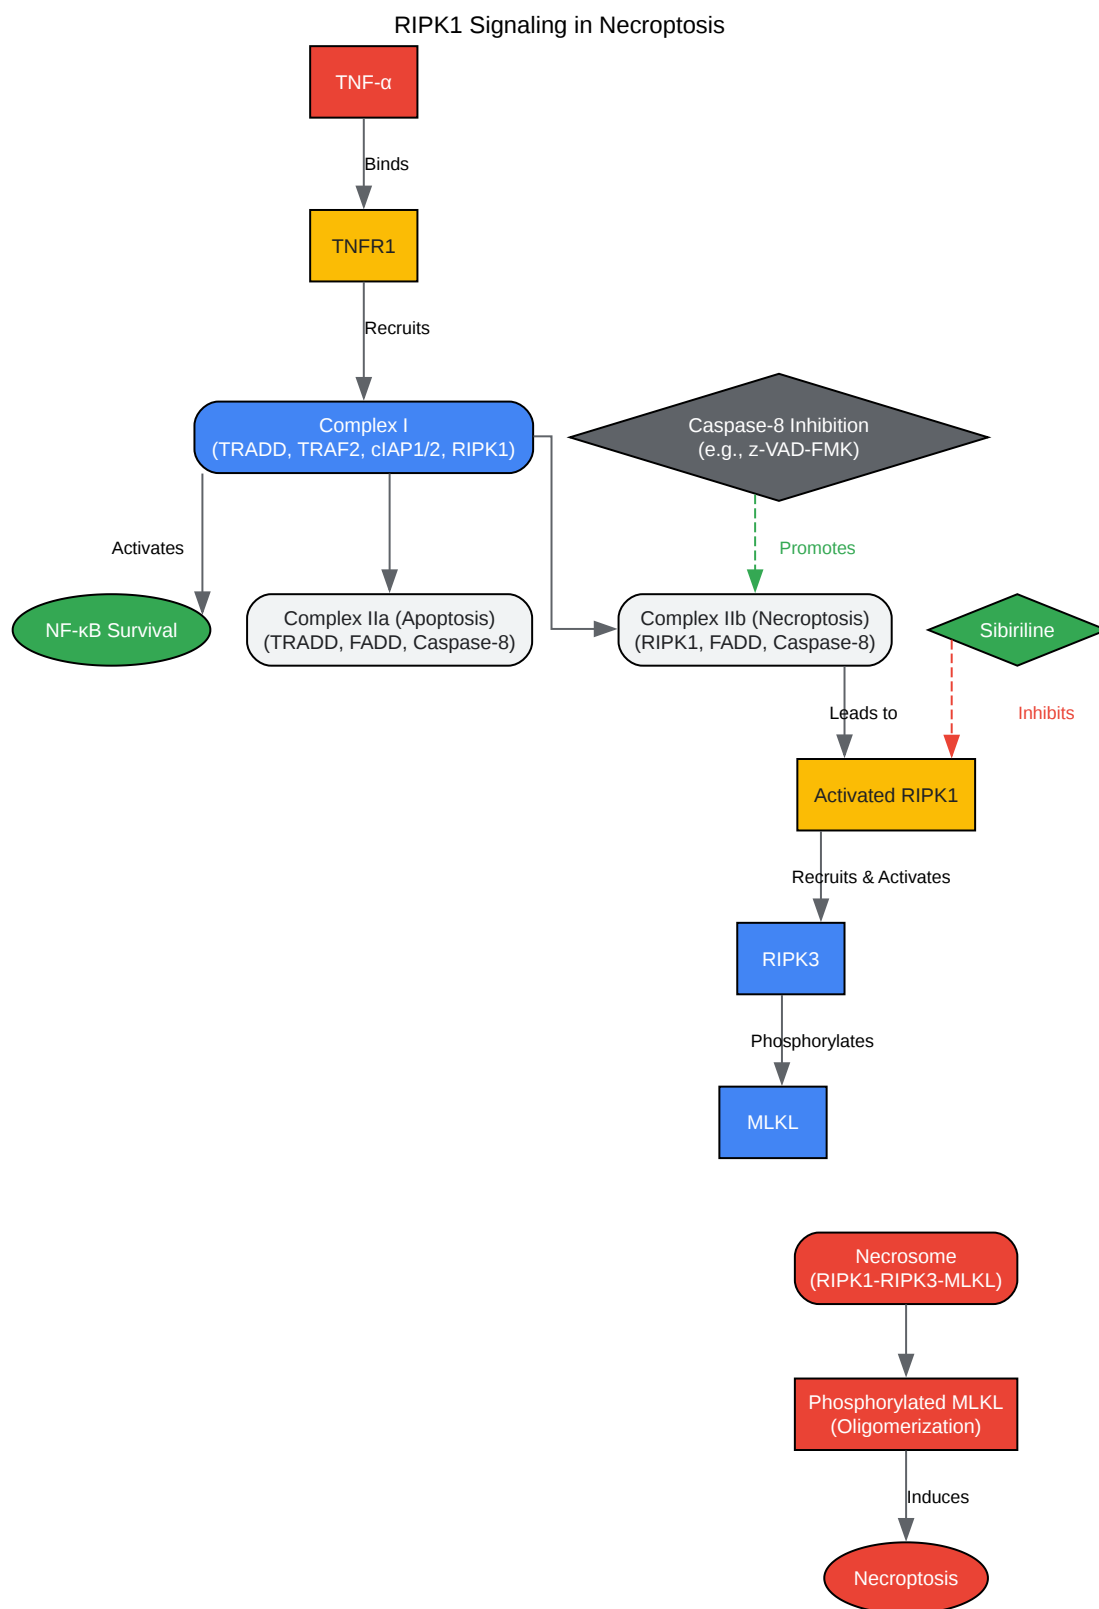 RIPK1 Signaling in Necroptosis
TNF-α
Binds
TNFR1
Recruits
Complex I
(TRADD, TRAF2, cIAP1/2, RIPK1)
Caspase-8 Inhibition
(e.g., z-VAD-FMK)
Activates
Promotes
NF-κB Survival
Complex IIa (Apoptosis)
(TRADD, FADD, Caspase-8)
Complex IIb (Necroptosis)
(RIPK1, FADD, Caspase-8)
Sibiriline
Leads to
Inhibits
Activated RIPK1
Recruits & Activates
RIPK3
Phosphorylates
MLKL
Necrosome
(RIPK1-RIPK3-MLKL)
Phosphorylated MLKL
(Oligomerization)
Induces
Necroptosis